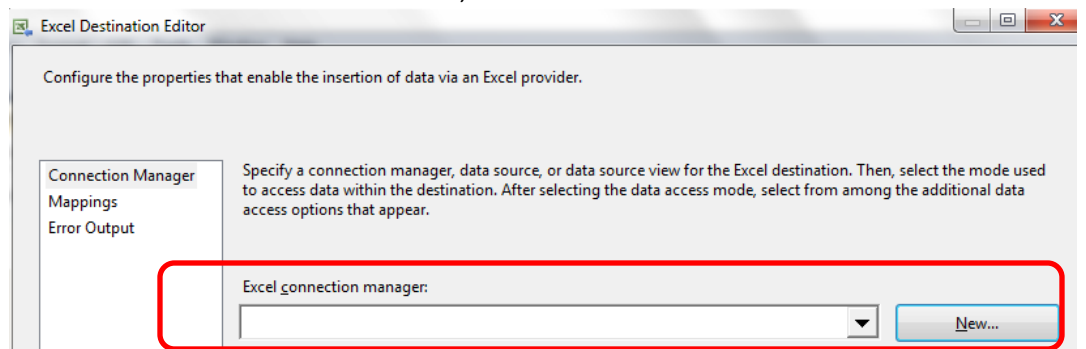 Excel Destination Editor
Configure the properties that enable the insertion of data via an Excel provider.
Connection Manager
Mappings
Error Output
Specify a connection manager, data source, or data source view for the Excel destination. Then, select the mode used
to access data within the destination. After selecting the data access mode, select from among the additional data
access options that appear.
Excel connection manager:
New...